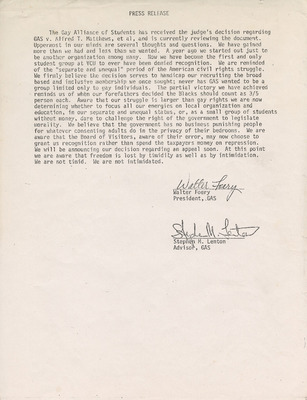 PRESS RELEASE
The Gay Alliance of Students has received the judge's decision regarding
GAS v. Alfred T. Matthews, et al, and is currently reviewing the document.
Uppermost in our minds are several thoughts and questions. We have gained
more than we had and less than we wanted. A year ago we started out just to
be another organization among many. Now we have become the first and only
student group at VCU to ever have been denied recognition. We are reminded
of the "separate and unequal" period of the American civil rights struggle.
We firmly believe the decision serves to handicap our recruiting the broad
based and inclusive membership we once sought; never has GAS wanted to be a
group limited only to gay individuals. The partial victory we have achieved
reminds us of when our forefathers decided the blacks should count as 3/5
person each. Aware that our struggle is larger than gay rights we are now
determining whether to focus all our energies on local organization and
education, in our separate and unequal status, or, as a small group of students
without money, dare to challenge the right of the government to legislate
morality. We believe that the government has no business punishing people
for whatever consenting adults do in the privacy of their bedrooms. We are
aware that the Board of Visitors, aware of their error, may now choose to
grant us recognition rather than spend the taxpayers money on repression.
We will be announcing our decision regarding an appeal soon. At this point
we are aware that freedom is lost by timidity as well as by intimidation.
We are not timid. We are not intimidated.
Walter Foery
Walter Foery
President, GAS
Stephen M. Lenton
Stephen M. Lenton
Advisor, GAS